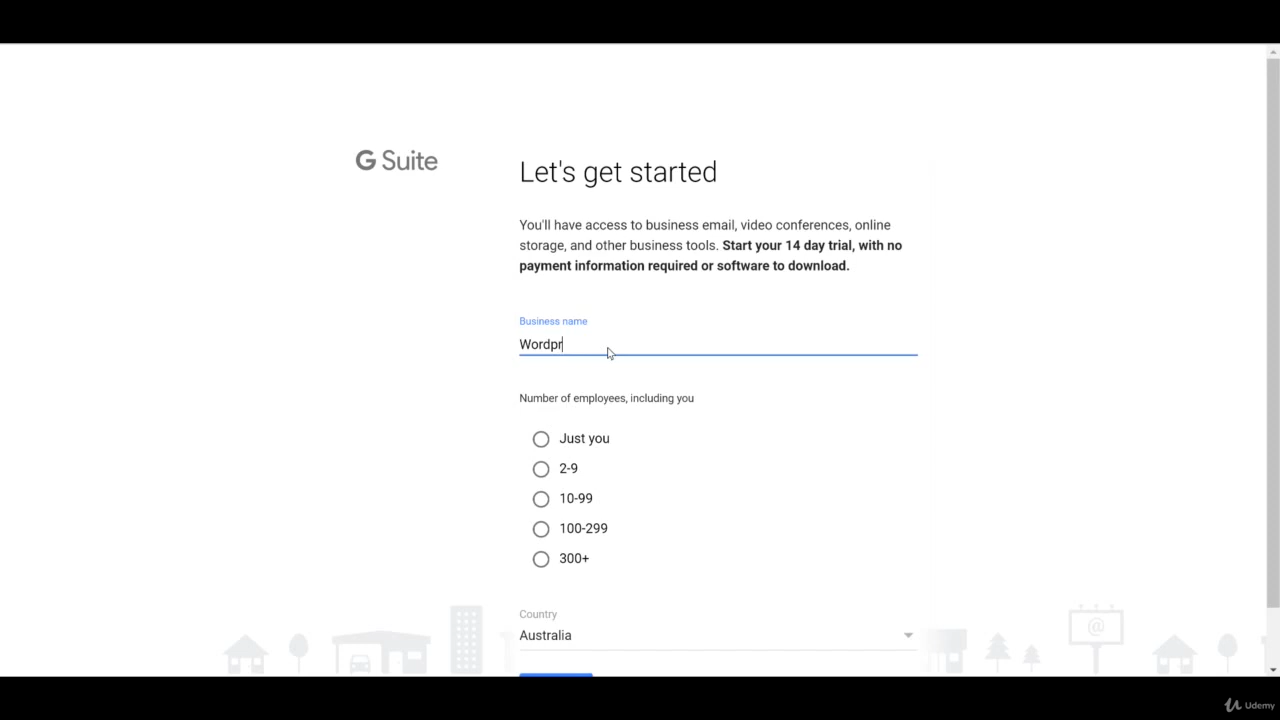 G Suite
Let's get started
You'll have access to business email, video conferences, online
storage, and other business tools. Start your 14 day trial, with no
payment information required or software to download.
Business name
Wordpr
Number of employees, including you
Just you
2-9
10-99
100-299
300+
Country
Australia
@
Udemy